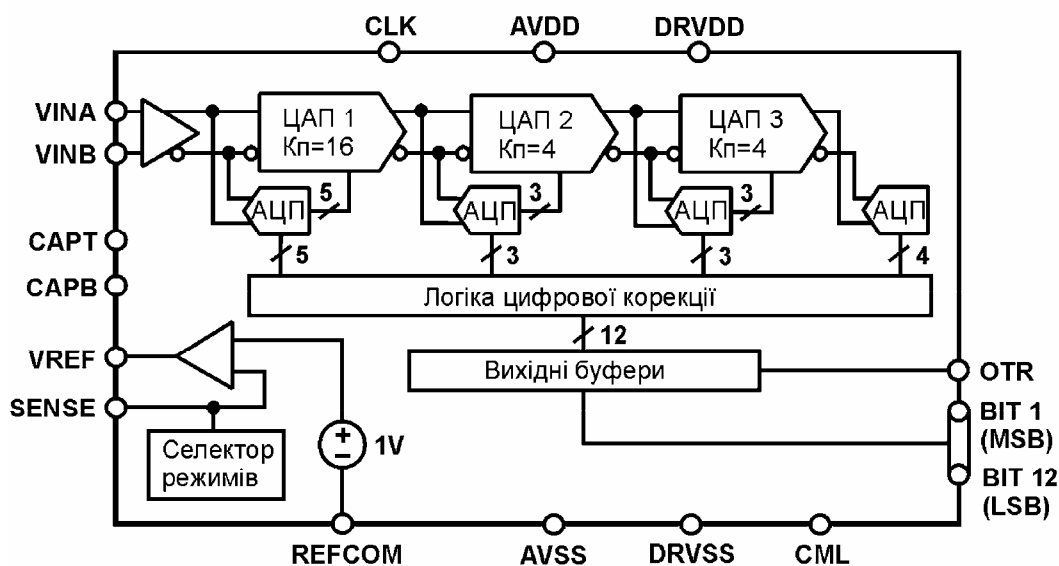 CLK AVDD DRVDD
VINA
VINB
ЦАП 1
Кп=16
ЦАП 2
Кп=4
ЦАП 3
Кп=4
АЦП
5
АЦП
3
АЦП
3
АЦП
5
3
3
4
CAPT
CAPB
Логіка цифрової корекції
12
VREF
Вихідні буфери
OTR
SENSE
BIT 1
(MSB)
Селектор
режимів
+
−
1V
BIT 12
(LSB)
REFCOM AVSS DRVSS CML